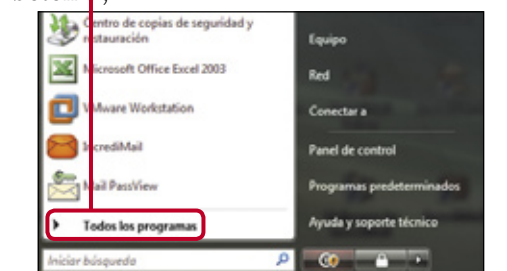 Centro de copias de seguridad y
restauración
Microsoft Office Excel 2003
VMware Workstation
IncrediMail
Mail PassView
Todos los programas
Iniciar búsqueda
Equipo
Red
Conectar a
Panel de control
Programas predeterminados
Ayuda y soporte técnico